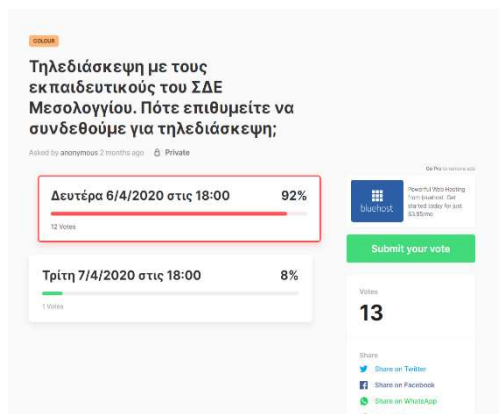 COLOUR
Τηλεδιάσκεψη με τους
εκπαιδευτικούς του ΣΔΕ
Μεσολογγίου. Πότε επιθυμείτε να
συνδεθούμε για τηλεδιάσκεψη;
Asked by anonymous 2 months ago Private
Δευτέρα 6/4/2020 στις 18:00 92%
12 Votes
Τρίτη 7/4/2020 στις 18:00 8%
1 Votes
Go Pro to remove ads
bluehost
Powerful Web Hosting
from bluehost. Get
started today for just
$3.95/mo.
Submit your vote
Votes
13
Share
Share on Twitter
Share on Facebook
Share on WhatsApp